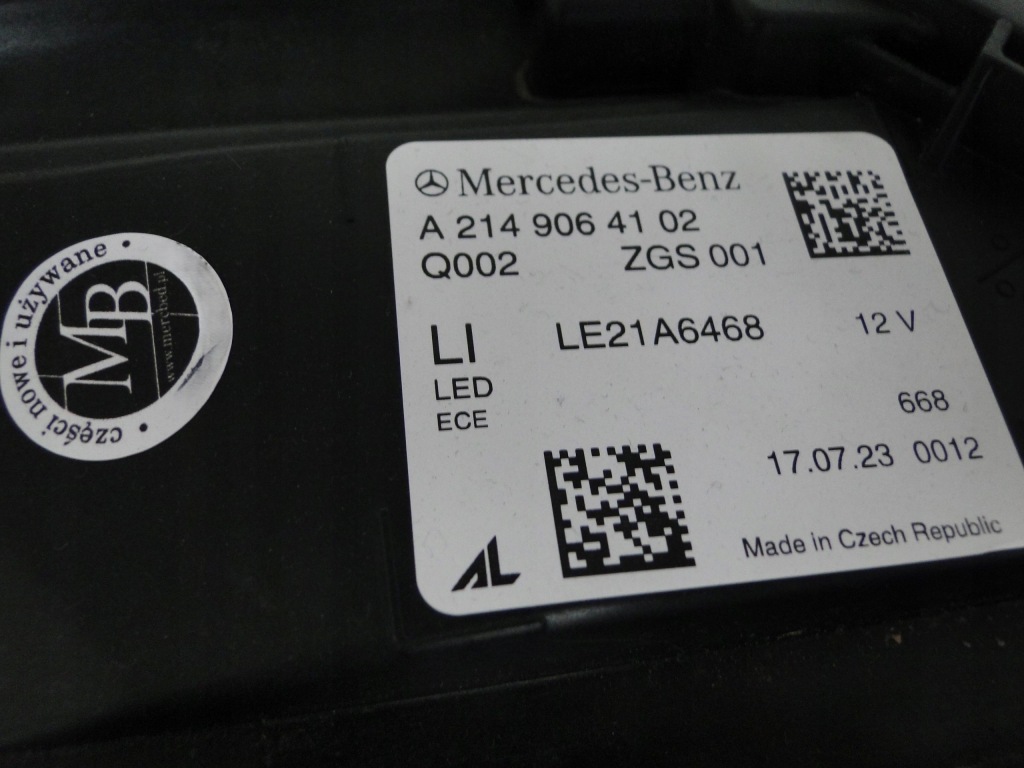 Mercedes-Benz
A 214 906 41 02
Q002 ZGS 001
LI LE21A6468 12 V
LED
ECE
668
17.07.23 0012
AL Made in Czech Republic
części nowe i używane
MB
www.mercbed.pl